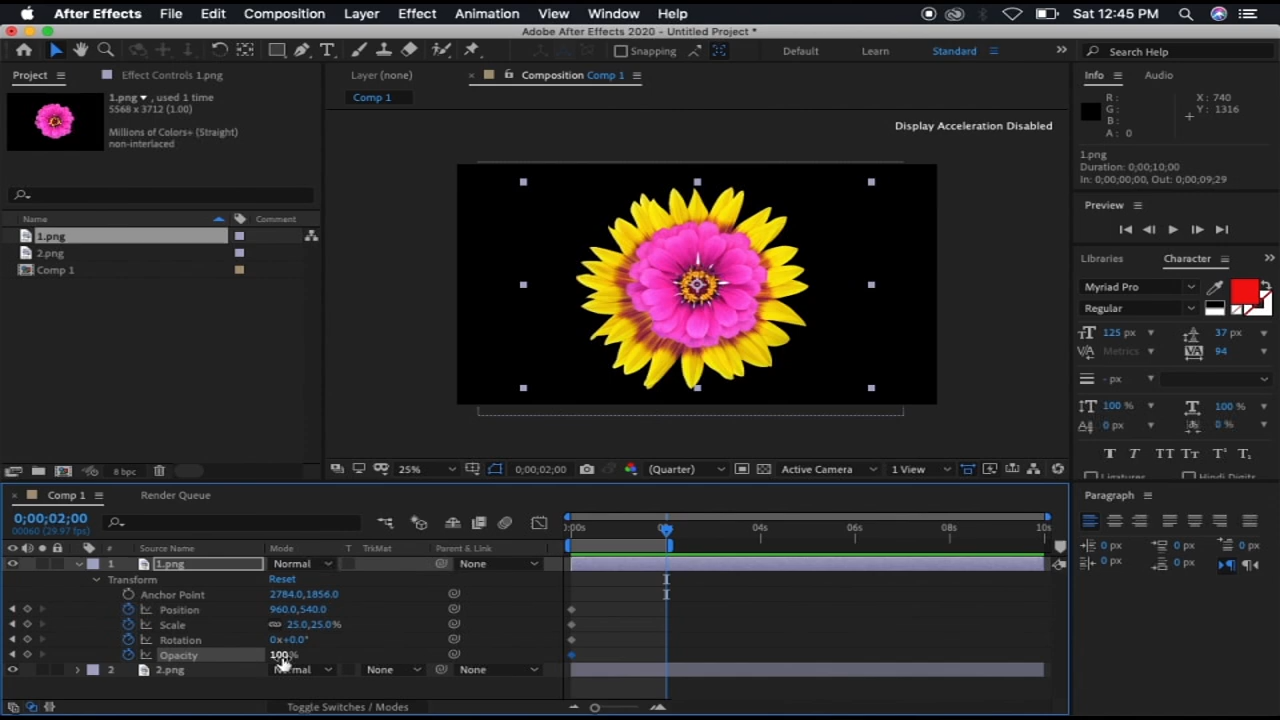 After Effects File Edit Composition Layer Effect Animation View Window Help Sat 12:45 PM
Adobe After Effects 2020 - Untitled Project *
Snapping Default Learn Standard Search Help
Project Effect Controls 1.png
Layer (none) Composition Comp 1
Info Audio
1.png, used 1 time
5568 x 3712 (1.00)
Millions of Colors+ (Straight)
non-interlaced
Comp 1
Display Acceleration Disabled
R:
G:
B:
A: 0
X: 740
Y: 1316
1.png
Duration: 0;00;10;00
In: 0;00;00;00, Out: 0;00;09;29
Preview
Name Comment
1.png
2.png
Comp 1
Libraries Character
Myriad Pro
Regular
125 px 37 px
Metrics 94
- px
100 % 100 %
0 px 0 %
Ligatures Hindi Digits
8 bpc
25% 0;00;02;00 (Quarter) Active Camera 1 View
Comp 1 Render Queue
0;00;02;00
00060 (29.97 fps)
:00s 04s 06s 08s 10s
# Source Name Mode T TrkMat Parent & Link
1 1.png Normal None
Transform Reset
Anchor Point 2784.0,1856.0
Position 960.0,540.0
Scale 25.0,25.0%
Rotation 0x+0.0°
Opacity 100%
2 2.png Normal None None
Toggle Switches / Modes
Paragraph
0 px 0 px 0 px
0 px 0 px